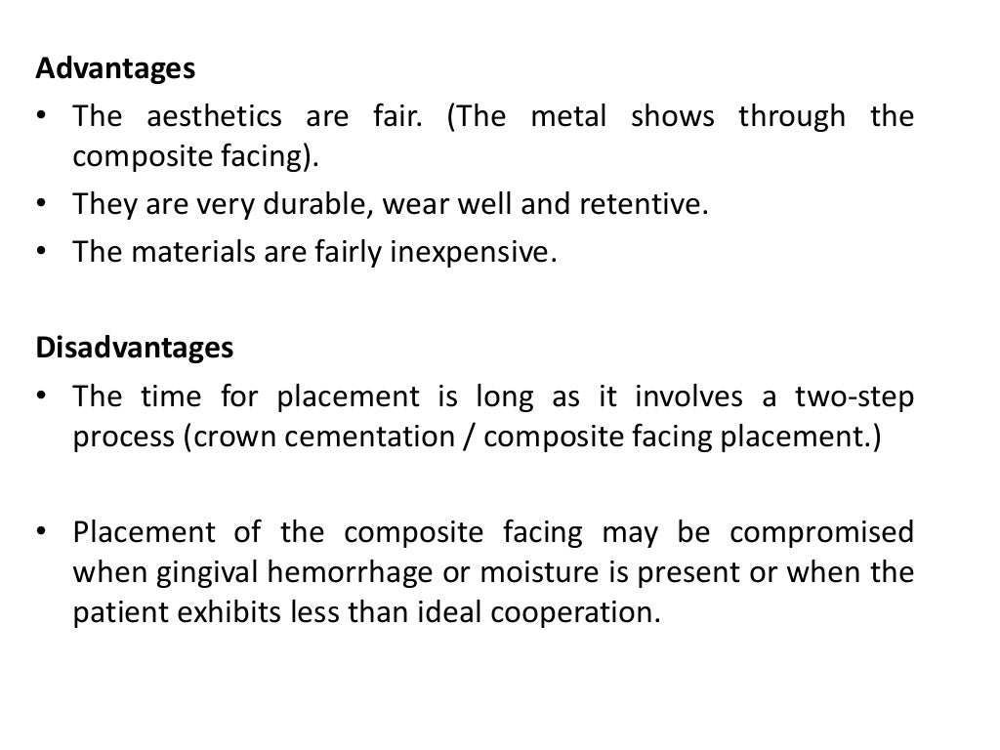 Advantages
• The aesthetics are fair. (The metal shows through the
composite facing).
• They are very durable, wear well and retentive.
• The materials are fairly inexpensive.
Disadvantages
• The time for placement is long as it involves a two-step
process (crown cementation / composite facing placement.)
• Placement of the composite facing may be compromised
when gingival hemorrhage or moisture is present or when the
patient exhibits less than ideal cooperation.